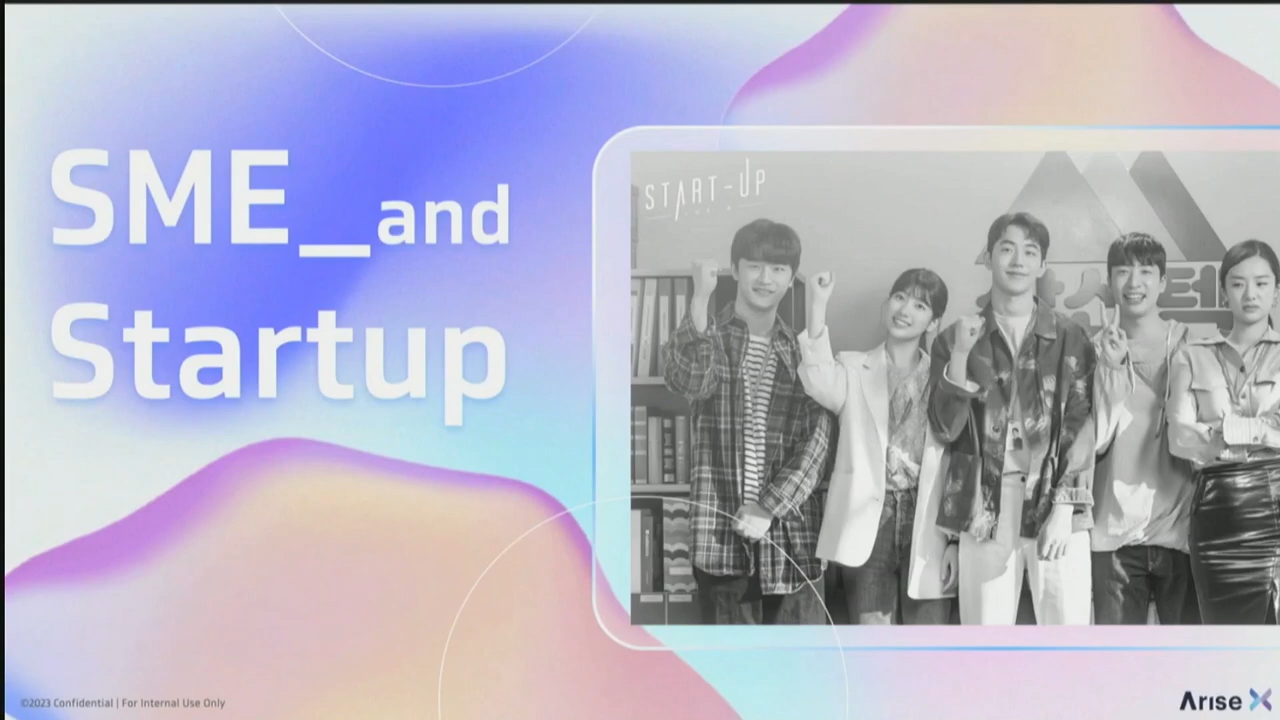 SME_and
Startup
START-UP
©2023 Confidential | For Internal Use Only
Arise X